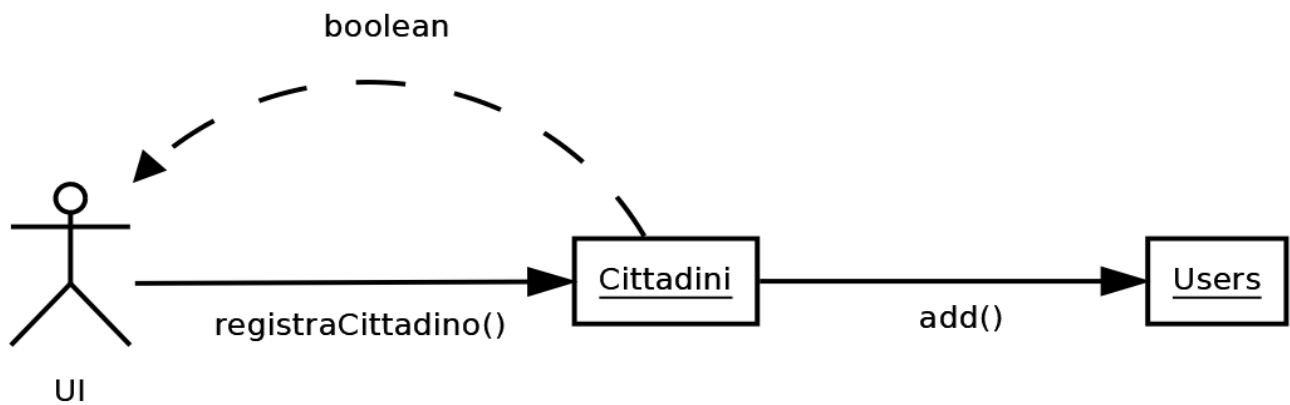 boolean
Cittadini
Users
registraCittadino()
add()
UI